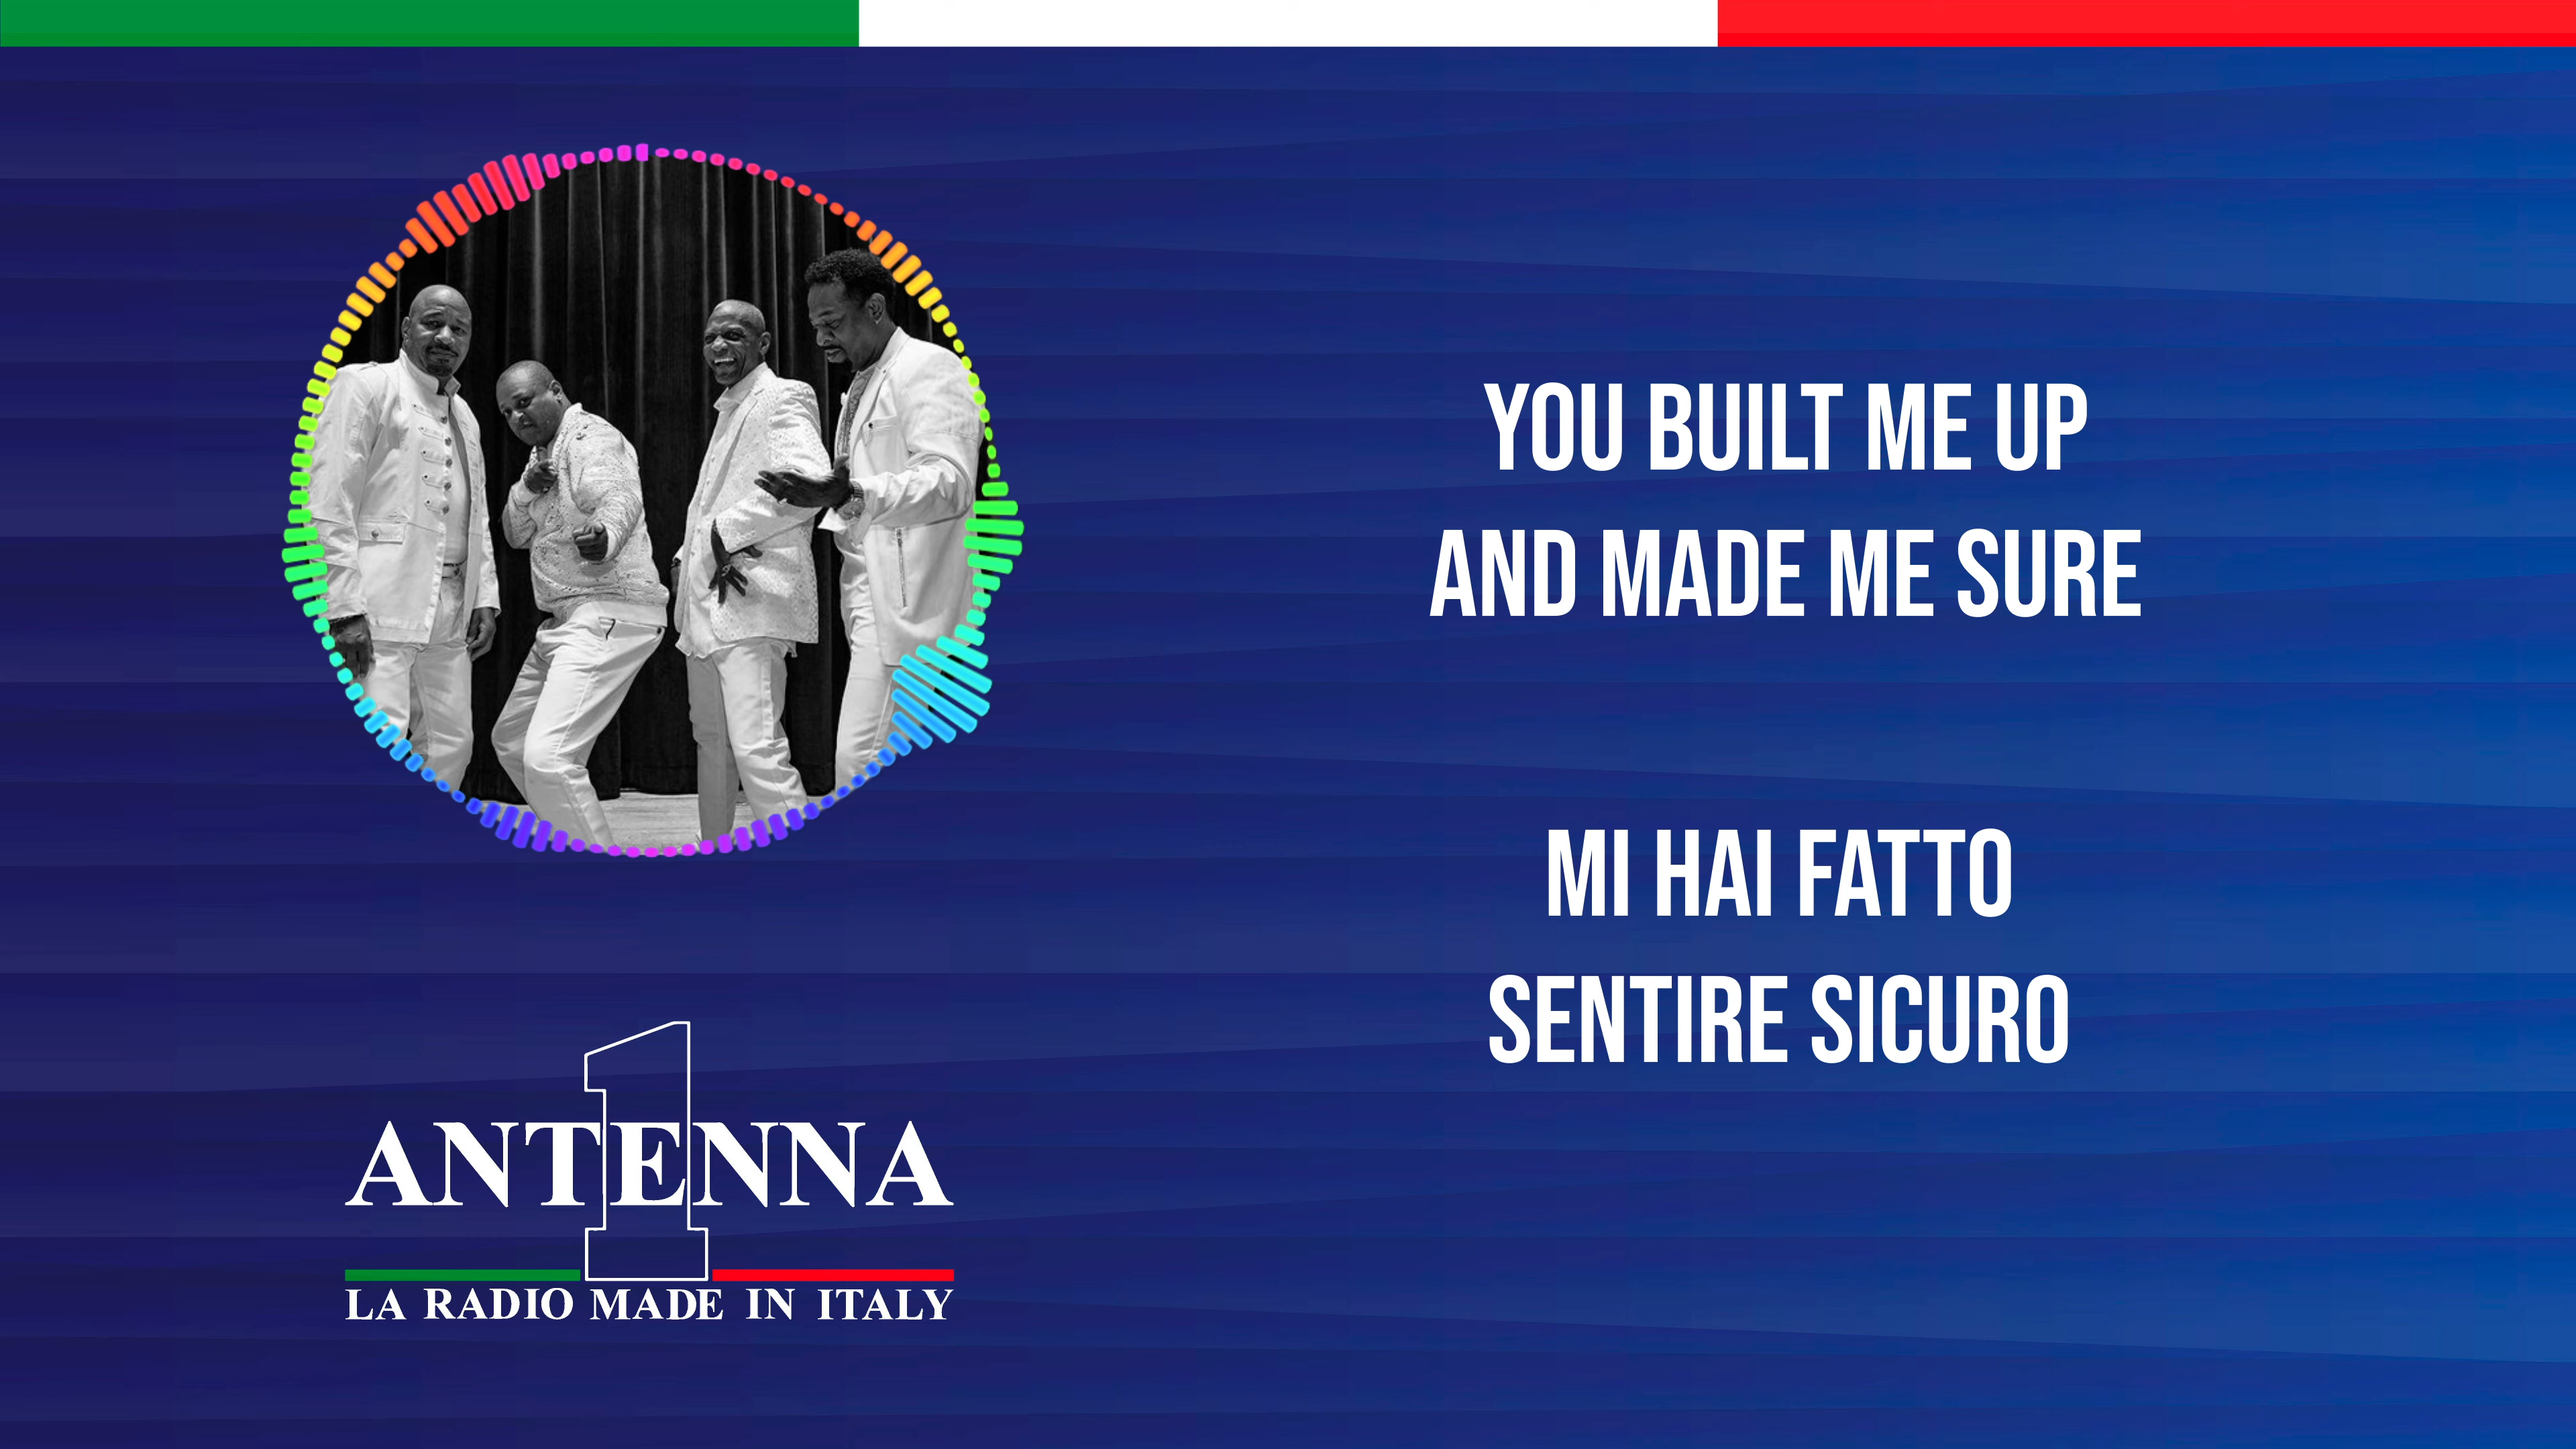 YOU BUILT ME UP
AND MADE ME SURE
MI HAI FATTO
SENTIRE SICURO
1
ANTENNA
LA RADIO MADE IN ITALY